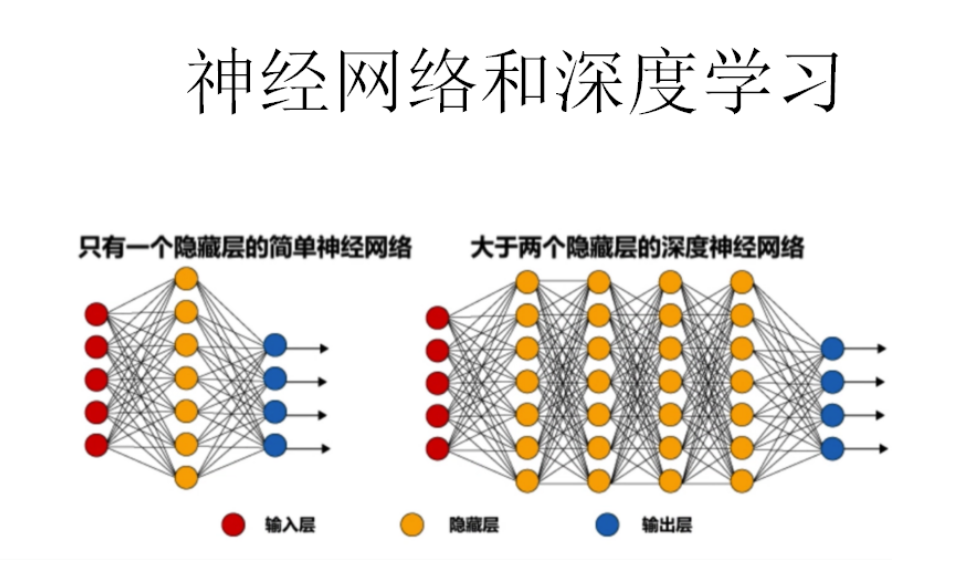 神经网络和深度学习
只有一个隐藏层的简单神经网络
大于两个隐藏层的深度神经网络
输入层
隐藏层
输出层